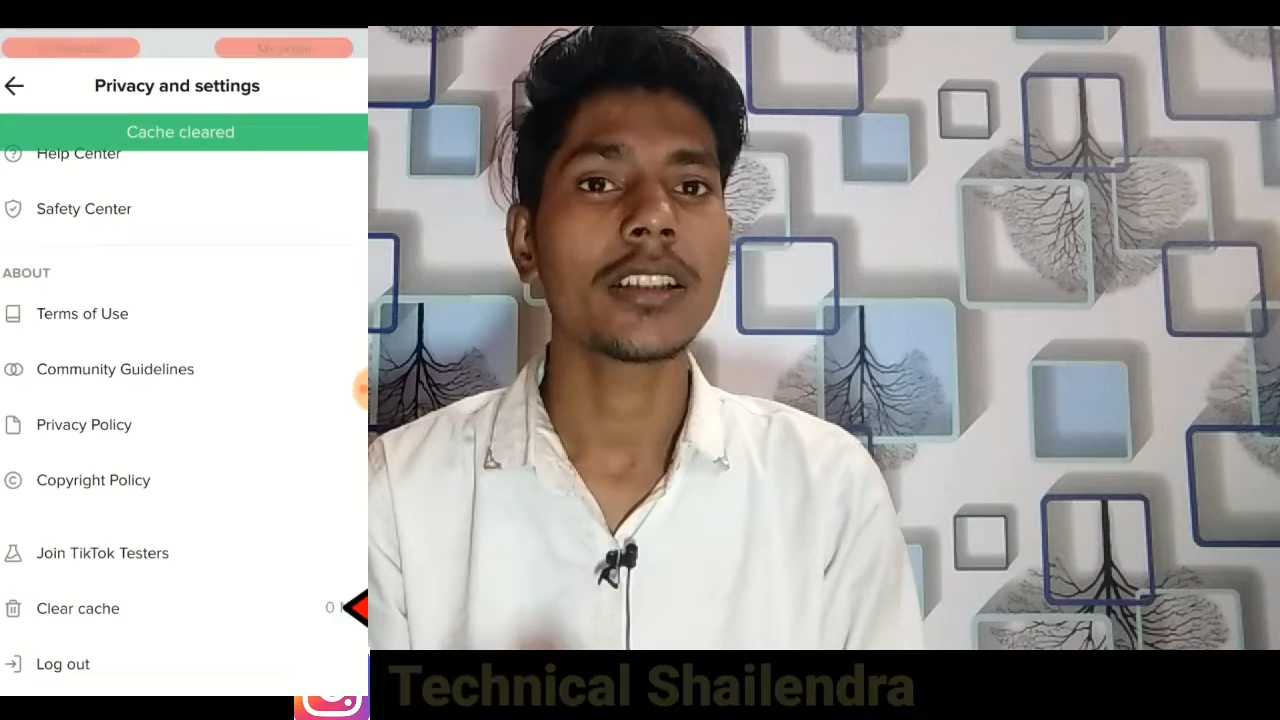 Privacy and settings
Cache cleared
Help Center
Safety Center
ABOUT
Terms of Use
Community Guidelines
Privacy Policy
Copyright Policy
Join TikTok Testers
Clear cache
0
Log out
Technical Shailendra